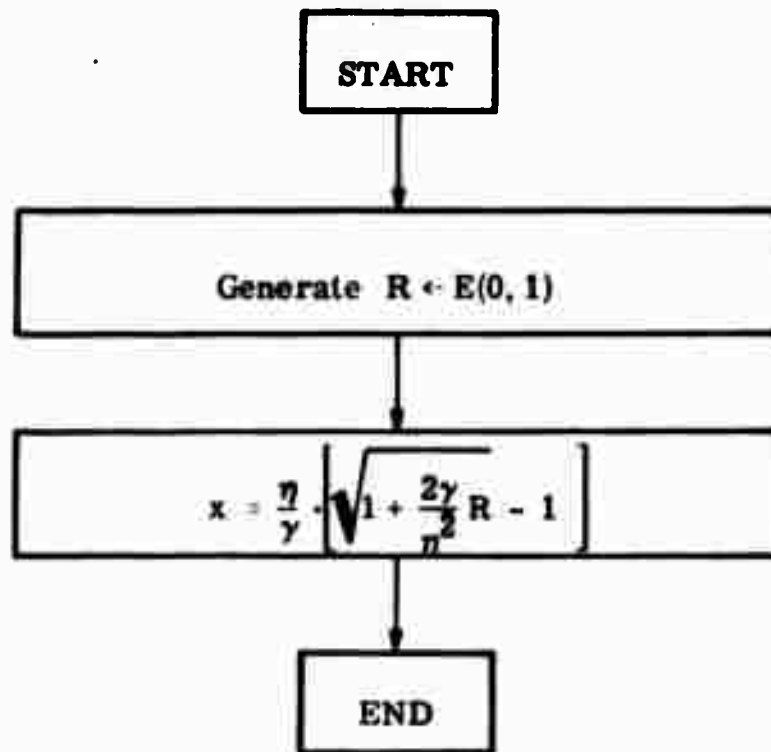 START
Generate R ← E(0, 1)
x = η/γ · [√(1 + 2γ/η² R) - 1]
END